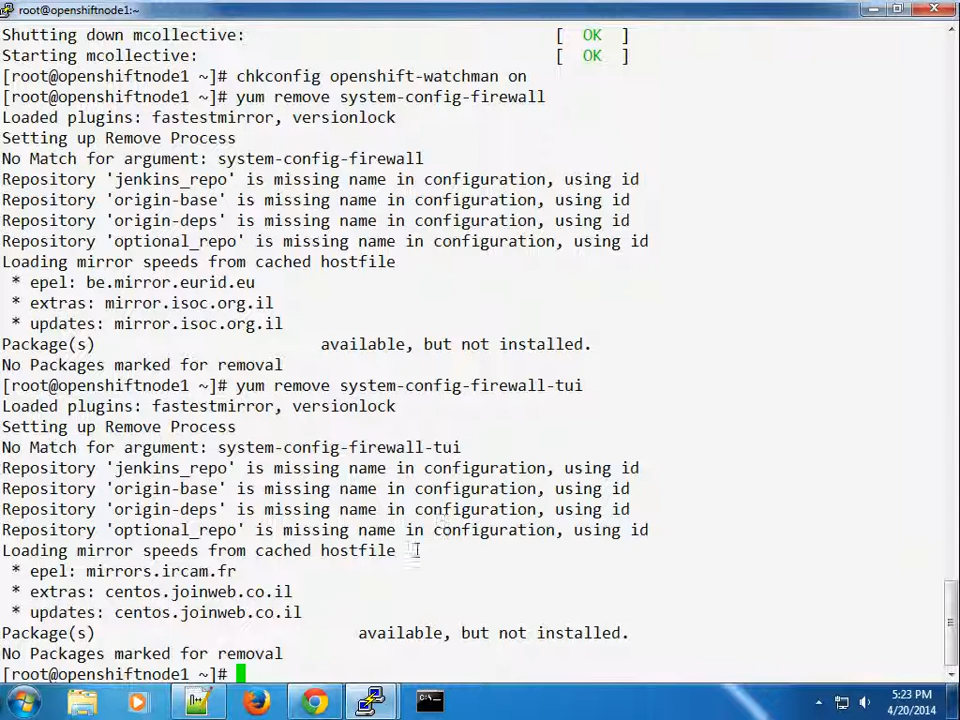 root@openshiftnode1:~
Shutting down mcollective: [ OK ]
Starting mcollective: [ OK ]
[root@openshiftnode1 ~]# chkconfig openshift-watchman on
[root@openshiftnode1 ~]# yum remove system-config-firewall
Loaded plugins: fastestmirror, versionlock
Setting up Remove Process
No Match for argument: system-config-firewall
Repository 'jenkins_repo' is missing name in configuration, using id
Repository 'origin-base' is missing name in configuration, using id
Repository 'origin-deps' is missing name in configuration, using id
Repository 'optional_repo' is missing name in configuration, using id
Loading mirror speeds from cached hostfile
* epel: be.mirror.eurid.eu
* extras: mirror.isoc.org.il
* updates: mirror.isoc.org.il
Package(s) available, but not installed.
No Packages marked for removal
[root@openshiftnode1 ~]# yum remove system-config-firewall-tui
Loaded plugins: fastestmirror, versionlock
Setting up Remove Process
No Match for argument: system-config-firewall-tui
Repository 'jenkins_repo' is missing name in configuration, using id
Repository 'origin-base' is missing name in configuration, using id
Repository 'origin-deps' is missing name in configuration, using id
Repository 'optional_repo' is missing name in configuration, using id
Loading mirror speeds from cached hostfile
* epel: mirrors.ircam.fr
* extras: centos.joinweb.co.il
* updates: centos.joinweb.co.il
Package(s) available, but not installed.
No Packages marked for removal
[root@openshiftnode1 ~]#
5:23 PM
4/20/2014